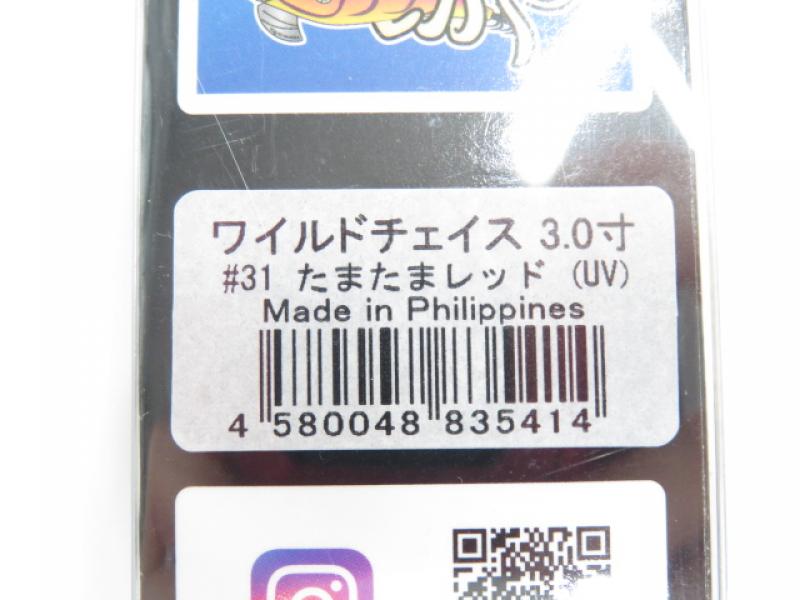 ワイルドチェイス 3.0寸
#31 たまたまレッド (UV)
Made in Philippines
4 580048 835414